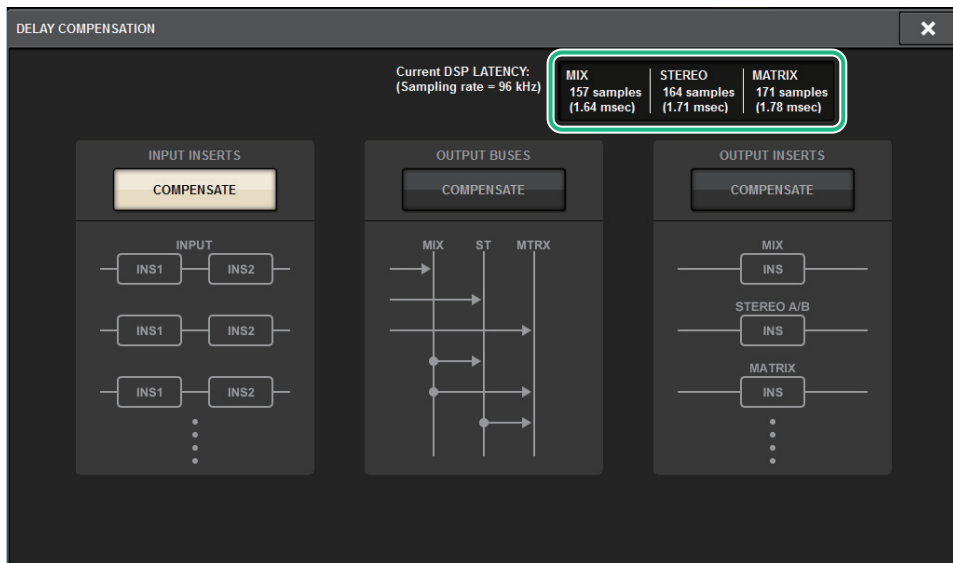 DELAY COMPENSATION
Current DSP LATENCY:
(Sampling rate = 96 kHz)
MIX
157 samples
(1.64 msec)
STEREO
164 samples
(1.71 msec)
MATRIX
171 samples
(1.78 msec)
INPUT INSERTS
COMPENSATE
INPUT
INS1 INS2
INS1 INS2
INS1 INS2
OUTPUT BUSES
COMPENSATE
MIX ST MTRX
OUTPUT INSERTS
COMPENSATE
MIX
INS
STEREO A/B
INS
MATRIX
INS